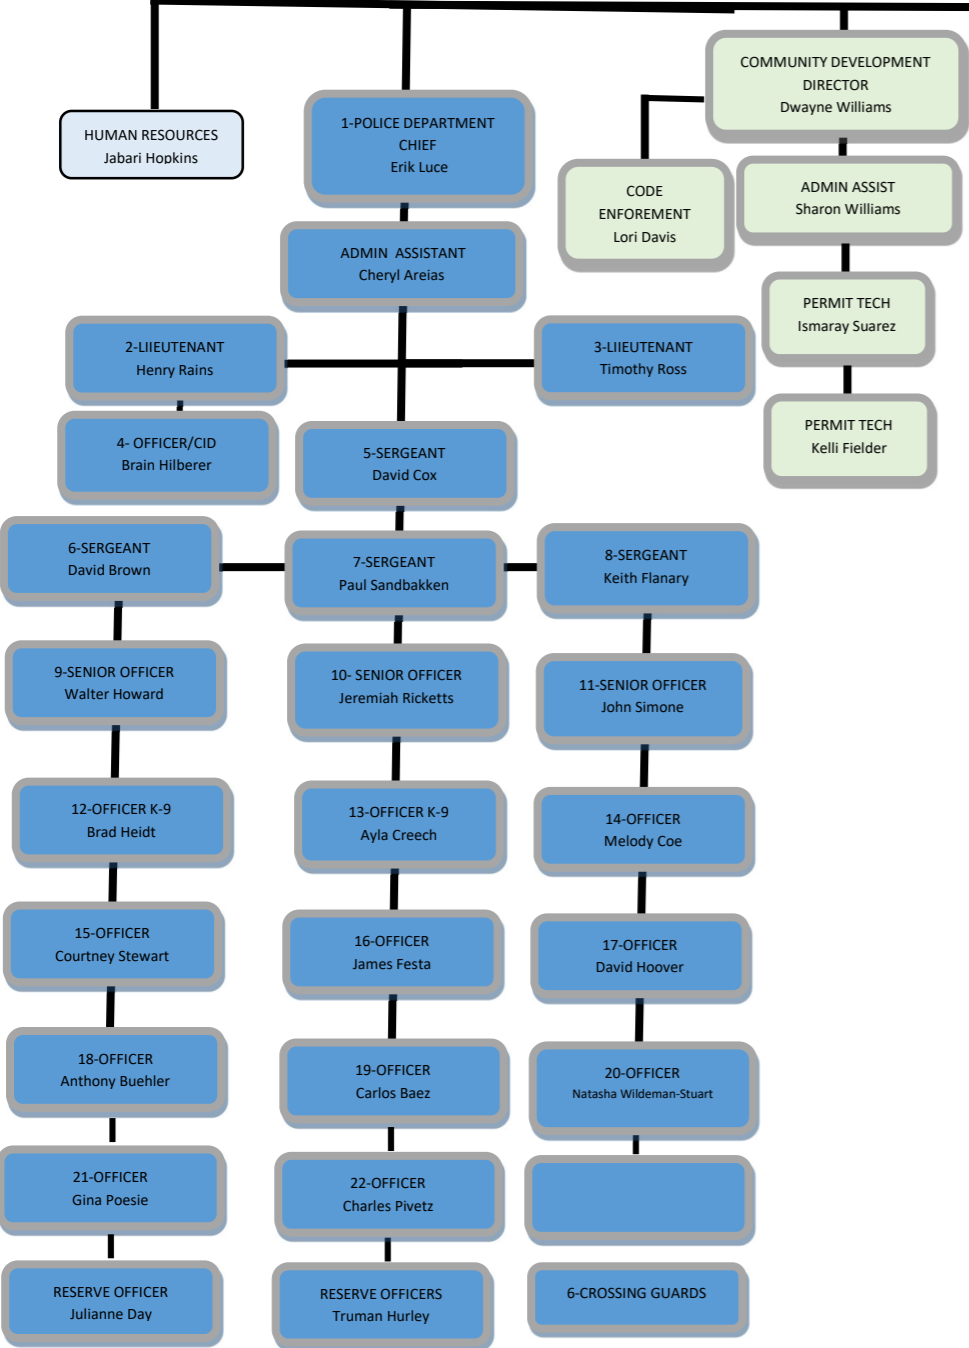 COMMUNITY DEVELOPMENT
DIRECTOR
Dwayne Williams
HUMAN RESOURCES
Jabari Hopkins
1-POLICE DEPARTMENT
CHIEF
Erik Luce
CODE
ENFOREMENT
Lori Davis
ADMIN ASSIST
Sharon Williams
ADMIN ASSISTANT
Cheryl Areias
PERMIT TECH
Ismaray Suarez
2-LIIEUTENANT
Henry Rains
3-LIIEUTENANT
Timothy Ross
PERMIT TECH
Kelli Fielder
4- OFFICER/CID
Brain Hilberer
5-SERGEANT
David Cox
6-SERGEANT
David Brown
7-SERGEANT
Paul Sandbakken
8-SERGEANT
Keith Flanary
9-SENIOR OFFICER
Walter Howard
10- SENIOR OFFICER
Jeremiah Ricketts
11-SENIOR OFFICER
John Simone
12-OFFICER K-9
Brad Heidt
13-OFFICER K-9
Ayla Creech
14-OFFICER
Melody Coe
15-OFFICER
Courtney Stewart
16-OFFICER
James Festa
17-OFFICER
David Hoover
18-OFFICER
Anthony Buehler
19-OFFICER
Carlos Baez
20-OFFICER
Natasha Wildeman-Stuart
21-OFFICER
Gina Poesie
22-OFFICER
Charles Pivetz
RESERVE OFFICER
Julianne Day
RESERVE OFFICERS
Truman Hurley
6-CROSSING GUARDS